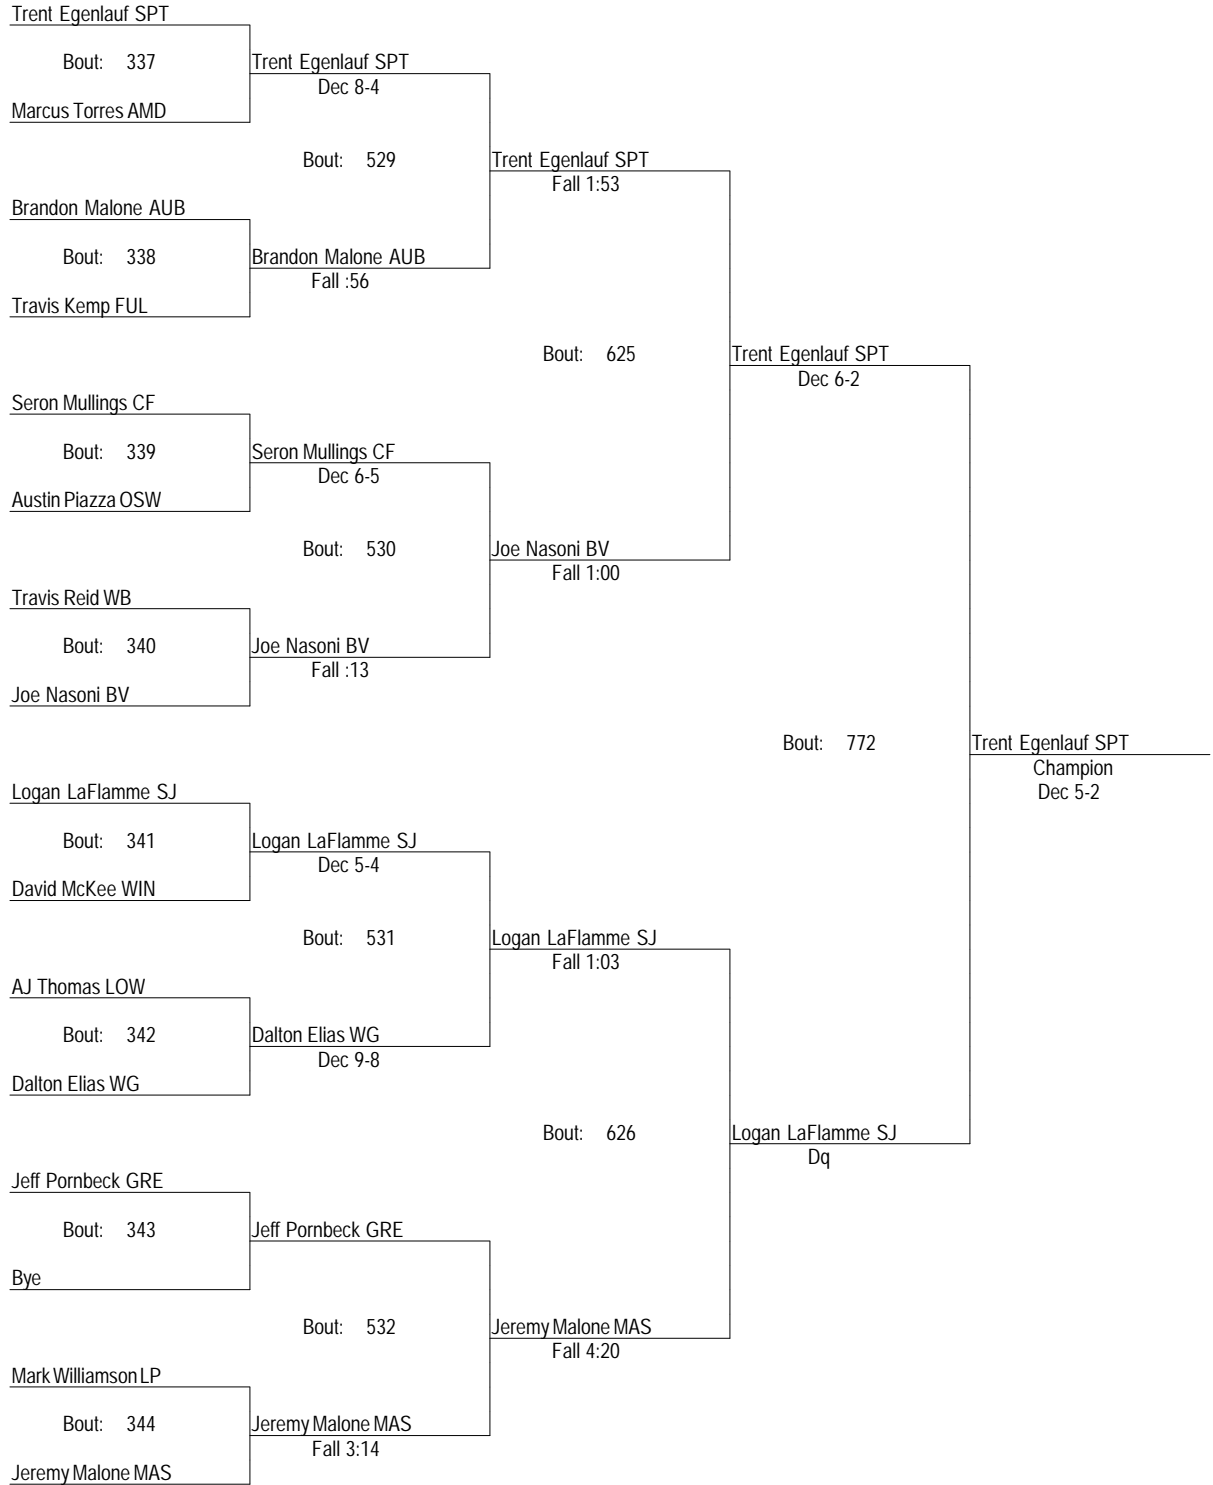 Trent Egenlauf SPT
Bout: 337
Trent Egenlauf SPT
Dec 8-4
Marcus Torres AMD
Bout: 529
Trent Egenlauf SPT
Fall 1:53
Brandon Malone AUB
Bout: 338
Brandon Malone AUB
Fall :56
Travis Kemp FUL
Bout: 625
Trent Egenlauf SPT
Dec 6-2
Seron Mullings CF
Bout: 339
Seron Mullings CF
Dec 6-5
Austin Piazza OSW
Bout: 530
Joe Nasoni BV
Fall 1:00
Travis Reid WB
Bout: 340
Joe Nasoni BV
Fall :13
Joe Nasoni BV
Bout: 772
Trent Egenlauf SPT
Champion
Dec 5-2
Logan LaFlamme SJ
Bout: 341
Logan LaFlamme SJ
Dec 5-4
David McKee WIN
Bout: 531
Logan LaFlamme SJ
Fall 1:03
AJ Thomas LOW
Bout: 342
Dalton Elias WG
Dec 9-8
Dalton Elias WG
Bout: 626
Logan LaFlamme SJ
Dq
Jeff Pornbeck GRE
Bout: 343
Jeff Pornbeck GRE
Bye
Bout: 532
Jeremy Malone MAS
Fall 4:20
Mark Williamson LP
Bout: 344
Jeremy Malone MAS
Fall 3:14
Jeremy Malone MAS